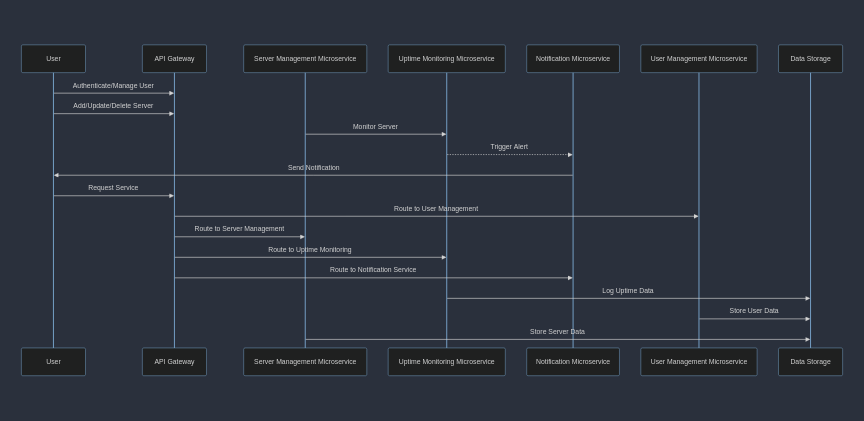 User
API Gateway
Server Management Microservice
Uptime Monitoring Microservice
Notification Microservice
User Management Microservice
Data Storage
Authenticate/Manage User
Add/Update/Delete Server
Monitor Server
Trigger Alert
Send Notification
Request Service
Route to User Management
Route to Server Management
Route to Uptime Monitoring
Route to Notification Service
Log Uptime Data
Store User Data
Store Server Data
User
API Gateway
Server Management Microservice
Uptime Monitoring Microservice
Notification Microservice
User Management Microservice
Data Storage